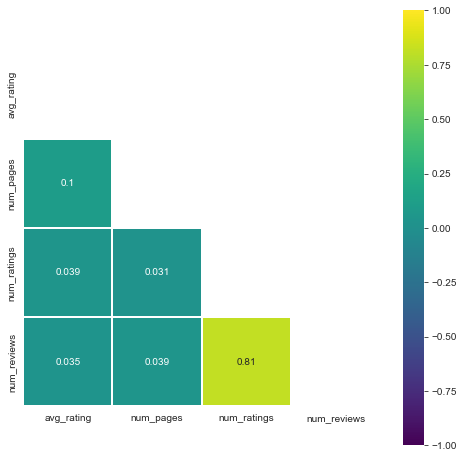 avg_rating
num_pages 0.1
num_ratings 0.039 0.031
num_reviews 0.035 0.039 0.81
avg_rating num_pages num_ratings num_reviews
1.00
0.75
0.50
0.25
0.00
−0.25
−0.50
−0.75
−1.00